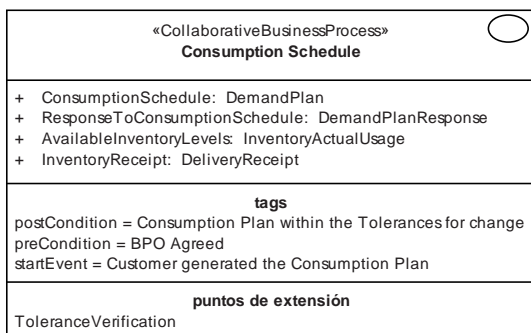 «CollaborativeBusinessProcess»
Consumption Schedule
+ ConsumptionSchedule: DemandPlan
+ ResponseToConsumptionSchedule: DemandPlanResponse
+ AvailableInventoryLevels: InventoryActualUsage
+ InventoryReceipt: DeliveryReceipt
tags
postCondition = Consumption Plan within the Tolerances for change
preCondition = BPO Agreed
startEvent = Customer generated the Consumption Plan
puntos de extensión
ToleranceVerification